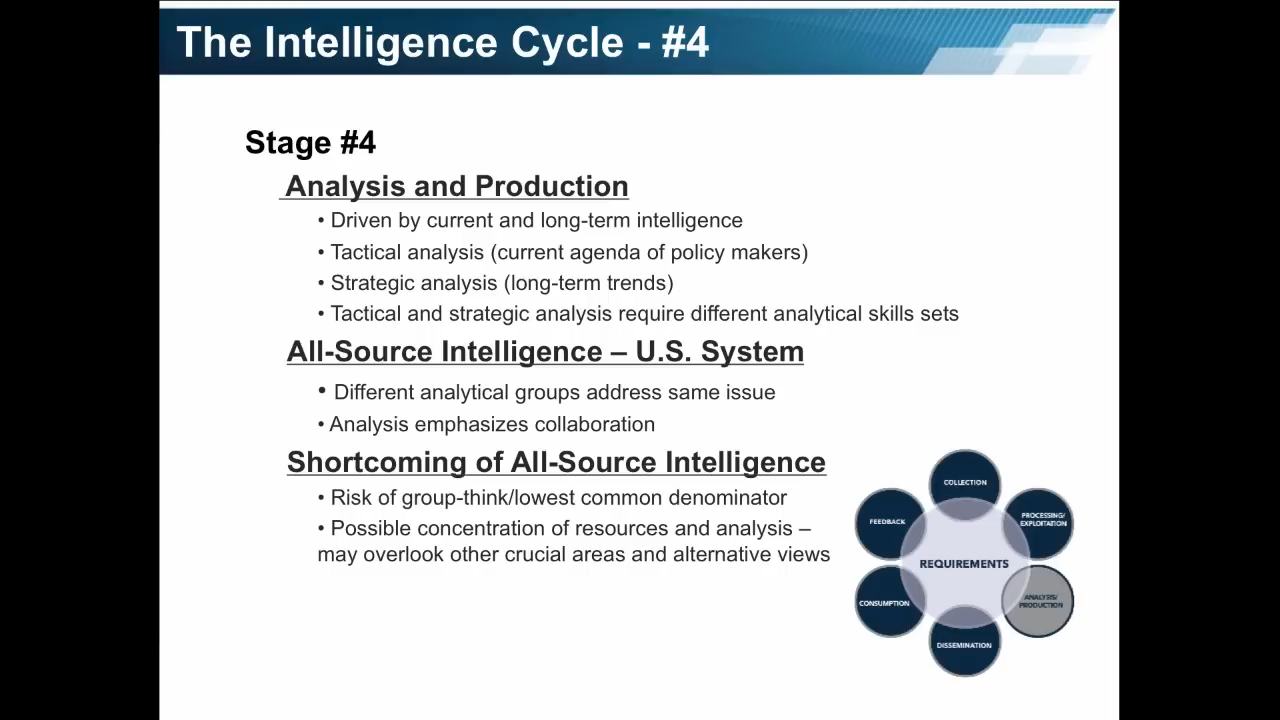 The Intelligence Cycle - #4
Stage #4
Analysis and Production
• Driven by current and long-term intelligence
• Tactical analysis (current agenda of policy makers)
• Strategic analysis (long-term trends)
• Tactical and strategic analysis require different analytical skills sets
All-Source Intelligence – U.S. System
• Different analytical groups address same issue
• Analysis emphasizes collaboration
Shortcoming of All-Source Intelligence
• Risk of group-think/lowest common denominator
• Possible concentration of resources and analysis –
may overlook other crucial areas and alternative views
COLLECTION
PROCESSING/
EXPLOITATION
ANALYSIS/
PRODUCTION
DISSEMINATION
CONSUMPTION
FEEDBACK
REQUIREMENTS